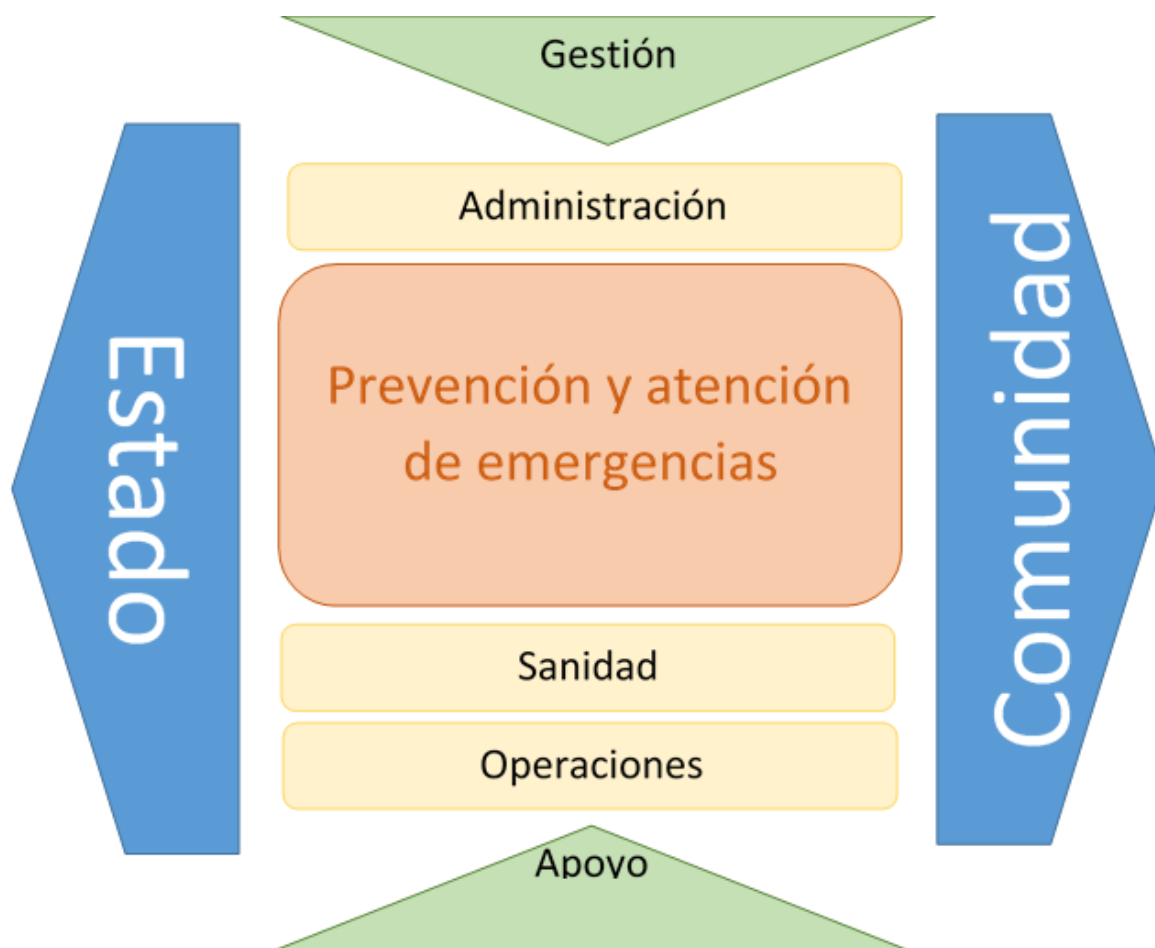 Gestión
Administración
Estado
Prevención y atención
de emergencias
Comunidad
Sanidad
Operaciones
Apoyo